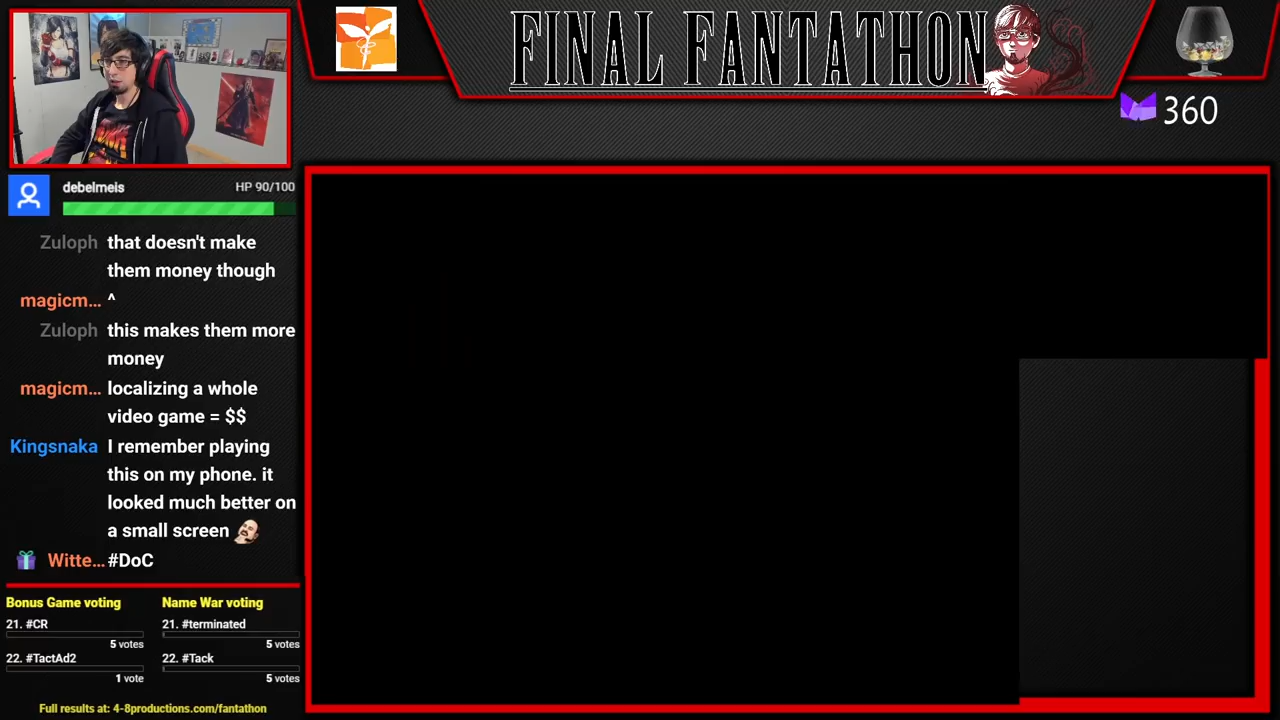 FINAL FANTATHON
360
debelmeis HP 90/100
Zuloph that doesn't make
them money though
magicm... ^
Zuloph this makes them more
money
magicm... localizing a whole
video game = $$
Kingsnaka I remember playing
this on my phone. it
looked much better on
a small screen
Witte... #DoC
Bonus Game voting
21. #CR
5 votes
22. #TactAd2
1 vote
Name War voting
21. #terminated
5 votes
22. #Tack
5 votes
Full results at: 4-8productions.com/fantathon